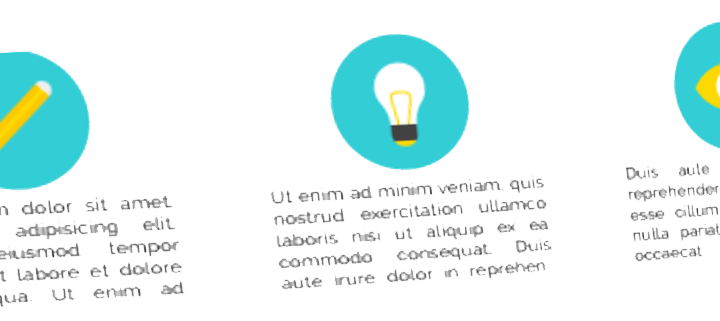 dolor sit amet
adipisicing elit
eiusmod tempor
labore et dolore
Ut enim ad
Ut enim ad minim veniam, quis
nostrud exercitation ullamco
laboris nisi ut aliquip ex ea
commodo consequat. Duis
aute irure dolor in reprehen
Duis aute
reprehender
esse cillum
nulla pariat
occaecat